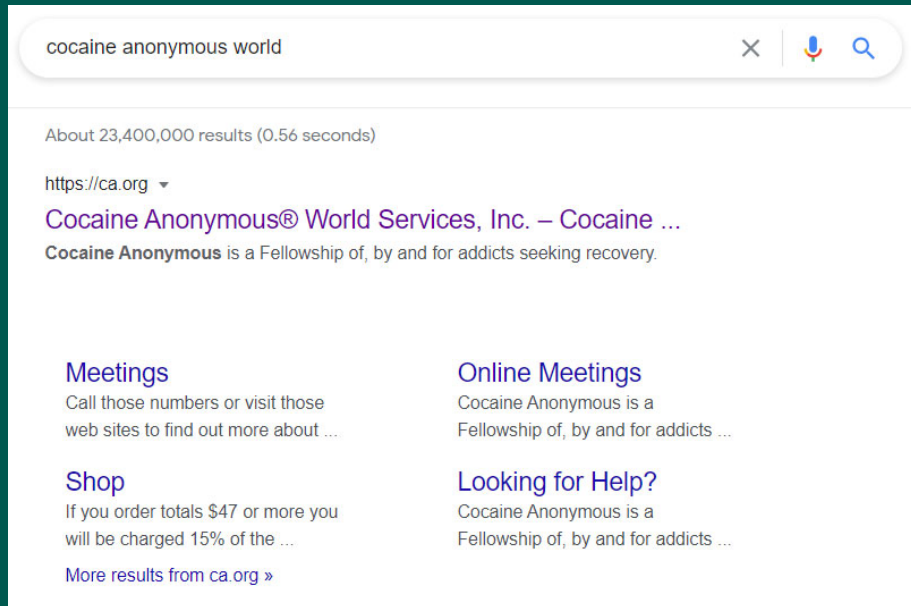 cocaine anonymous world
About 23,400,000 results (0.56 seconds)
https://ca.org
Cocaine Anonymous® World Services, Inc. – Cocaine ...
Cocaine Anonymous is a Fellowship of, by and for addicts seeking recovery.
Meetings
Call those numbers or visit those
web sites to find out more about ...
Online Meetings
Cocaine Anonymous is a
Fellowship of, by and for addicts ...
Shop
If you order totals $47 or more you
will be charged 15% of the ...
Looking for Help?
Cocaine Anonymous is a
Fellowship of, by and for addicts ...
More results from ca.org »